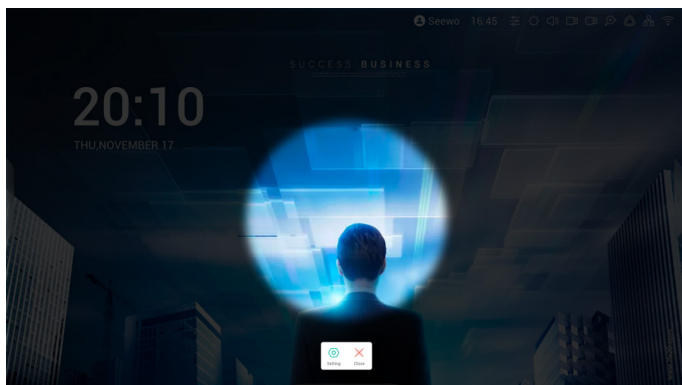 Seewo 16:45
SUCCESS BUSINESS
20:10
THU,NOVEMBER 17
Setting Close